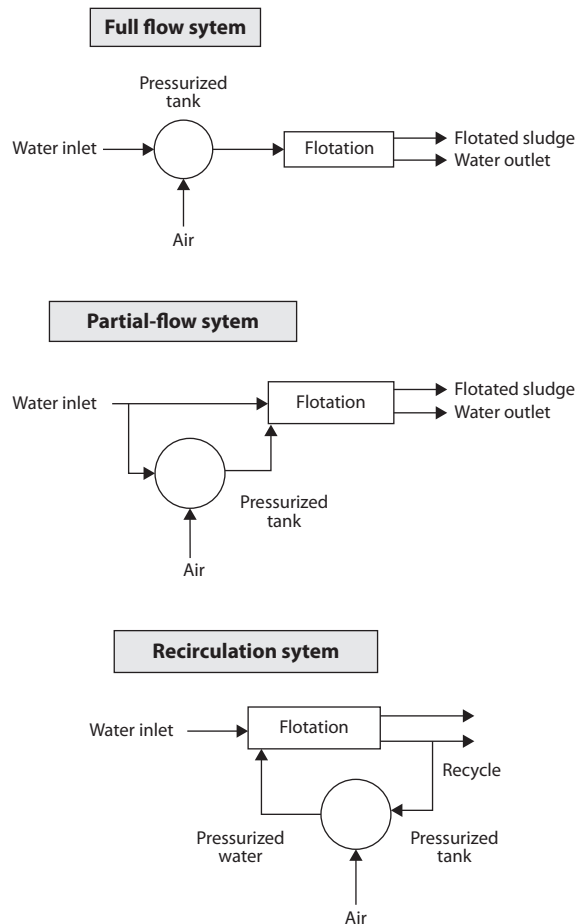 Full flow sytem
Pressurized
tank
Water inlet
Flotation
Flotated sludge
Water outlet
Air
Partial-flow sytem
Water inlet
Flotation
Flotated sludge
Water outlet
Pressurized
tank
Air
Recirculation sytem
Water inlet
Flotation
Recycle
Pressurized
water
Pressurized
tank
Air